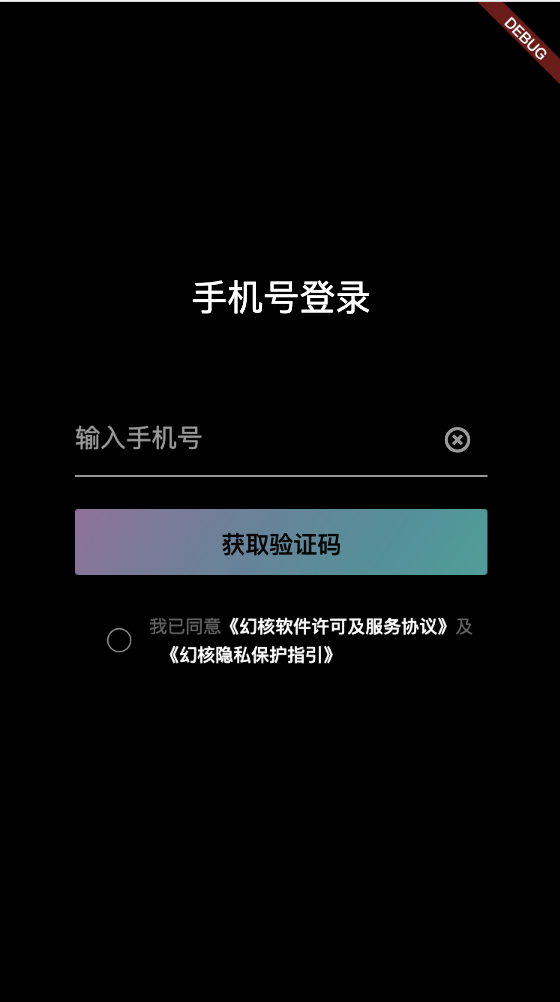 DEBUG
手机号登录
输入手机号
获取验证码
我已同意《幻核软件许可及服务协议》及
《幻核隐私保护指引》